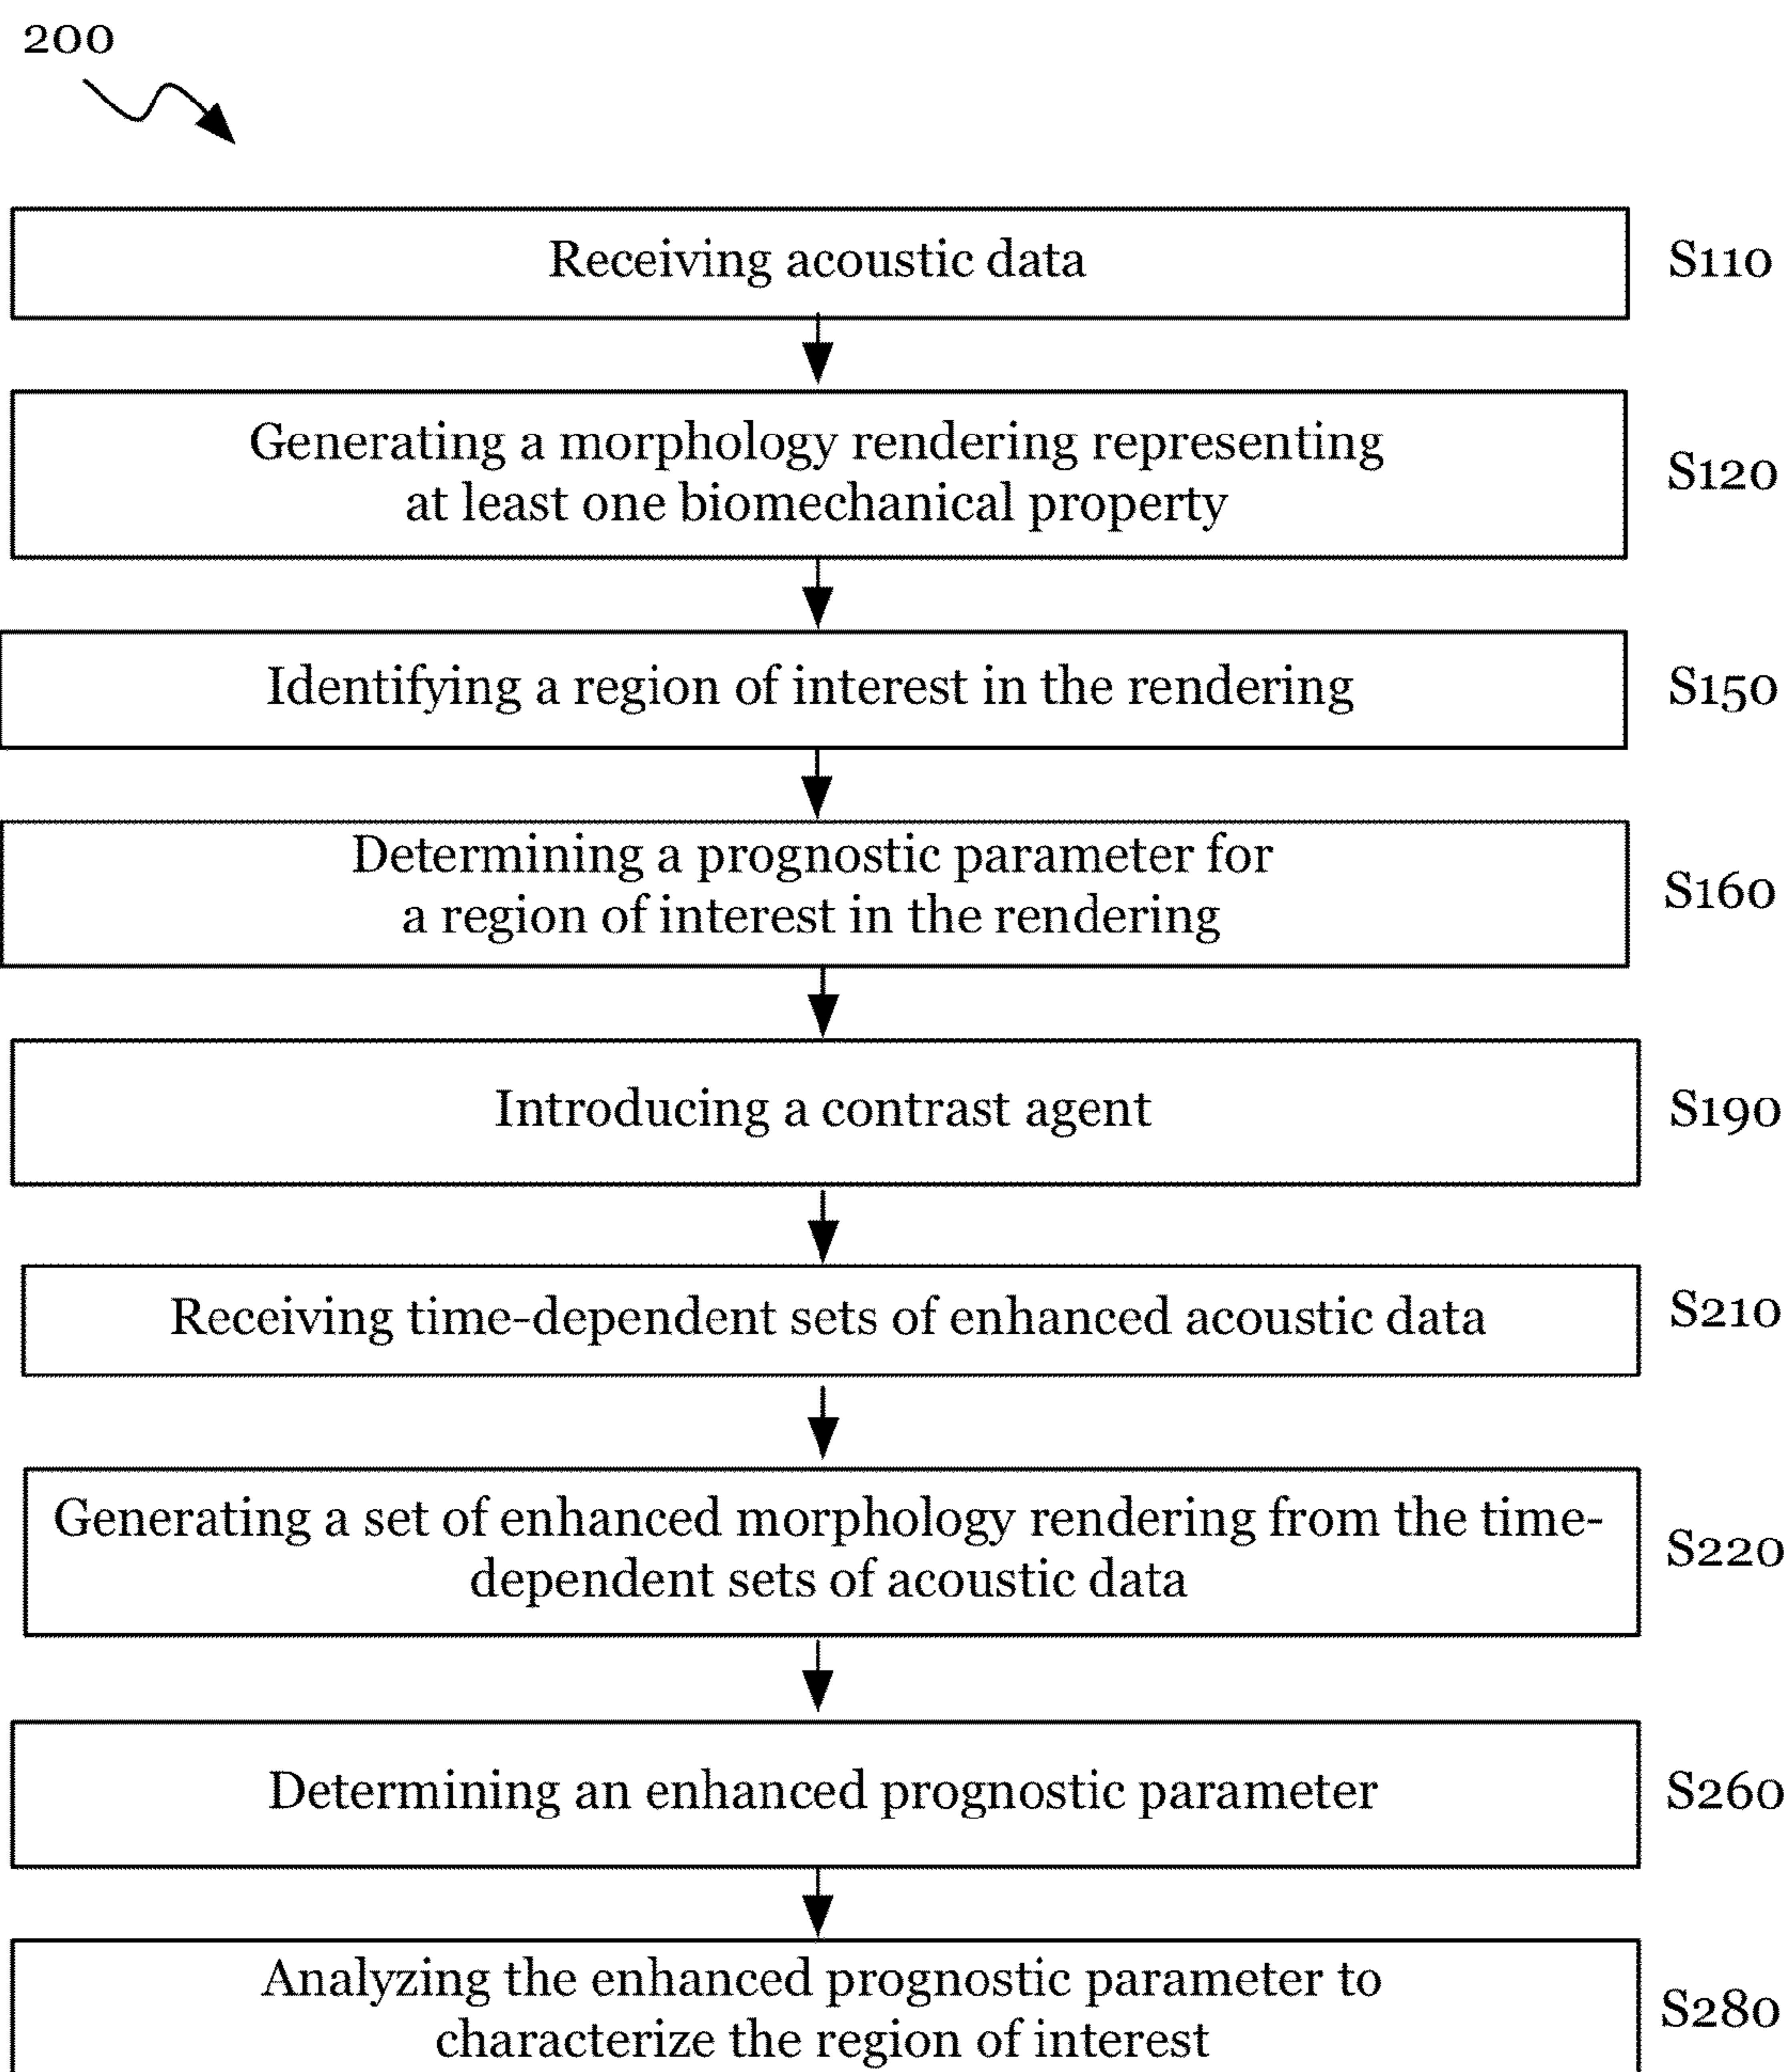 200
Receiving acoustic data
S110
Generating a morphology rendering representing
at least one biomechanical property
S120
Identifying a region of interest in the rendering
S150
Determining a prognostic parameter for
a region of interest in the rendering
S160
Introducing a contrast agent
S190
Receiving time-dependent sets of enhanced acoustic data
S210
Generating a set of enhanced morphology rendering from the time-
dependent sets of acoustic data
S220
Determining an enhanced prognostic parameter
S260
Analyzing the enhanced prognostic parameter to
characterize the region of interest
S280